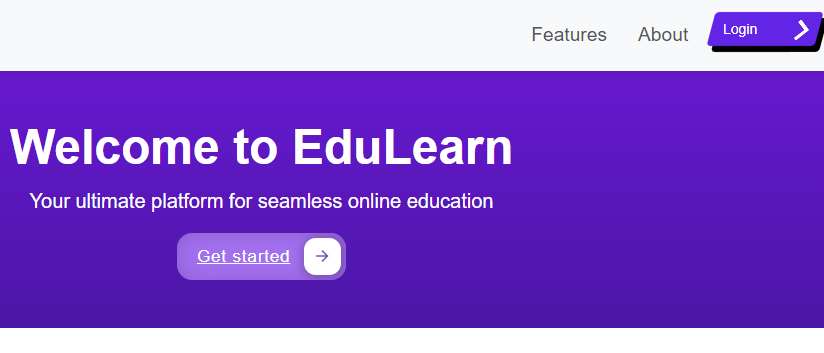 Features About Login
Welcome to EduLearn
Your ultimate platform for seamless online education
Get started